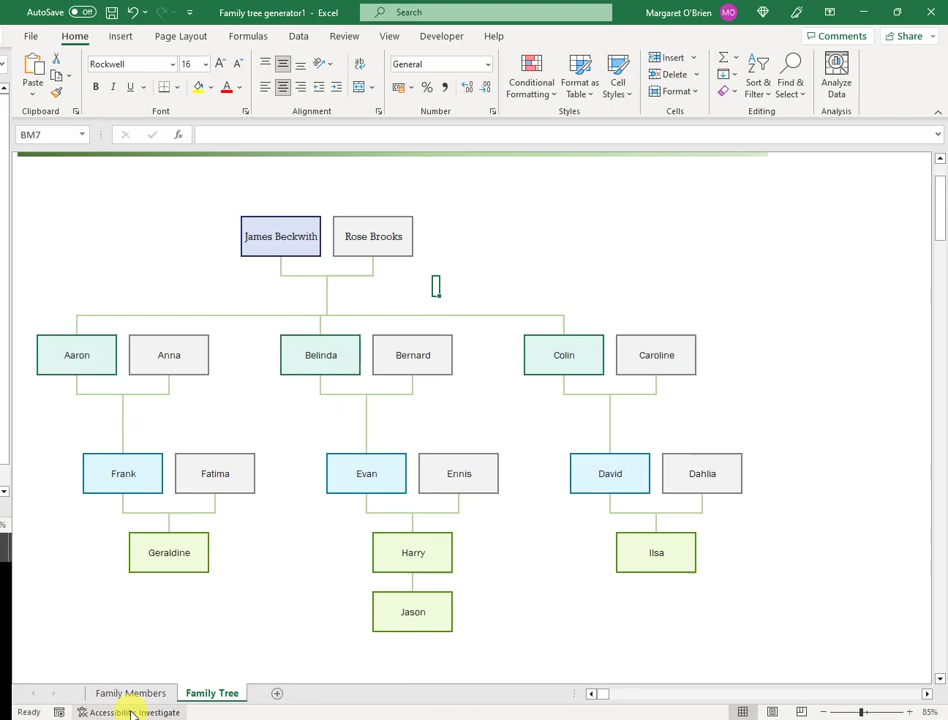 AutoSave Off Family tree generator1 - Excel Search Margaret O'Brien MO
File Home Insert Page Layout Formulas Data Review View Developer Help Comments Share
Paste Rockwell 16 General Conditional Formatting Format as Table Cell Styles Insert Delete Format Sort & Filter Find & Select Analyze Data
Clipboard Font Alignment Number Styles Cells Editing Analysis
BM7 fx
James Beckwith Rose Brooks
Aaron Anna Belinda Bernard Colin Caroline
Frank Fatima Evan Ennis David Dahlia
Geraldine Harry Ilsa
Jason
Family Members Family Tree
Ready Accessibility: Investigate 85%